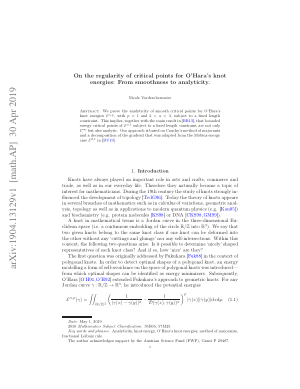 On the regularity of critical points for O'Hara's knot
energies: From smoothness to analyticity.
Nicole Vorderobermeier
Abstract. We prove the analyticity of smooth critical points for O'Hara's
knot energies ℰ^{α,p}, with p = 1 and 2 < α < 3, subject to a fixed length
constraint. This implies, together with the main result in [BR13], that bounded
energy critical points of ℰ^{α,1} subject to a fixed length constraint are not only
C^∞ but also analytic. Our approach is based on Cauchy's method of majorants
and a decomposition of the gradient that was adapted from the Möbius energy
case ℰ^{2,1} in [BV19].
1. Introduction
Knots have always played an important role in arts and crafts, commerce and
trade, as well as in our everyday life. Therefore they naturally became a topic of
interest for mathematicians. During the 19th century the study of knots strongly in-
fluenced the development of topology
Today the theory of knots appears
in several branches of mathematics such as in calculus of variations, geometric anal-
ysis, topology as well as in applications to modern quantum physics (e.g.
and biochemistry (e.g. protein molecules
or DNA
A knot in mathematical terms is a Jordan curve in the three-dimensional Eu-
clidean space (i.e. a continuous embedding of the circle ℝ/ℤ into ℝ³). We say that
two given knots belong to the same knot class if one knot can be deformed into
the other without any 'cuttings and gluings' nor any self-intersections. Within this
context, the following two questions arise. Is it possible to determine 'nicely shaped'
representatives of each knot class? And if so, how 'nice' are they?
The first question was originally addressed by Fukuhara [Fuk88] in the context of
polygonal knots. In order to detect optimal shapes of a polygonal knot, an energy
modelling a form of self-avoidance on the space of polygonal knots was introduced –
from which optimal shapes can be identified as energy minimizers. Subsequently,
O'Hara [O'H91, O'H92] extended Fukuhara's approach to geometric knots. For any
Jordan curve γ : ℝ/ℤ → ℝ³, he introduced the potential energies
ℰ^{α,p}(γ) := ∬_{(ℝ/ℤ)²} ( 1/|γ(x) − γ(y)|^α − 1/𝒟(γ(x), γ(y))^α )^p |γ'(x)||γ'(y)|dxdy (1.1)
Date: May 1, 2019.
2010 Mathematics Subject Classification.
Key words and phrases. Analyticity, knot energy, O'Hara's knot energies, method of majorants,
fractional Leibniz rule.
The author acknowledges support by the Austrian Science Fund (FWF), Grant P 29487.
1
arXiv:1904.13129v1 [math.AP] 30 Apr 2019